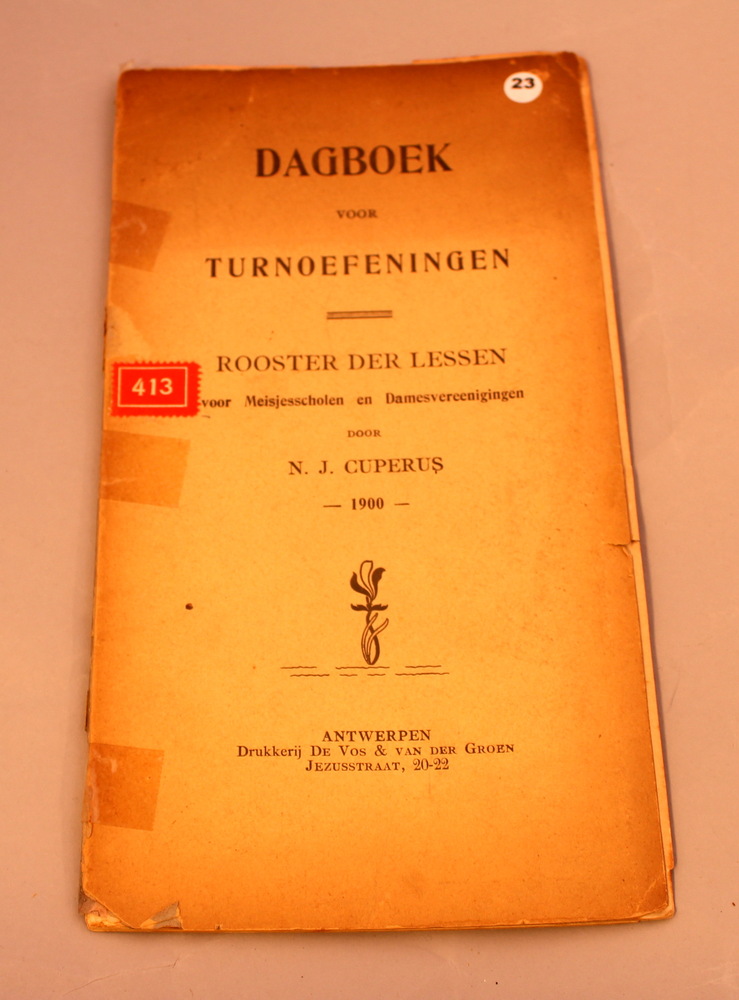 23
DAGBOEK
VOOR
TURNOEFENINGEN
ROOSTER DER LESSEN
413
voor Meisjesscholen en Damesvereenigingen
DOOR
N. J. CUPERUS
— 1900 —
ANTWERPEN
Drukkerij De Vos & van der Groen
Jezusstraat, 20-22